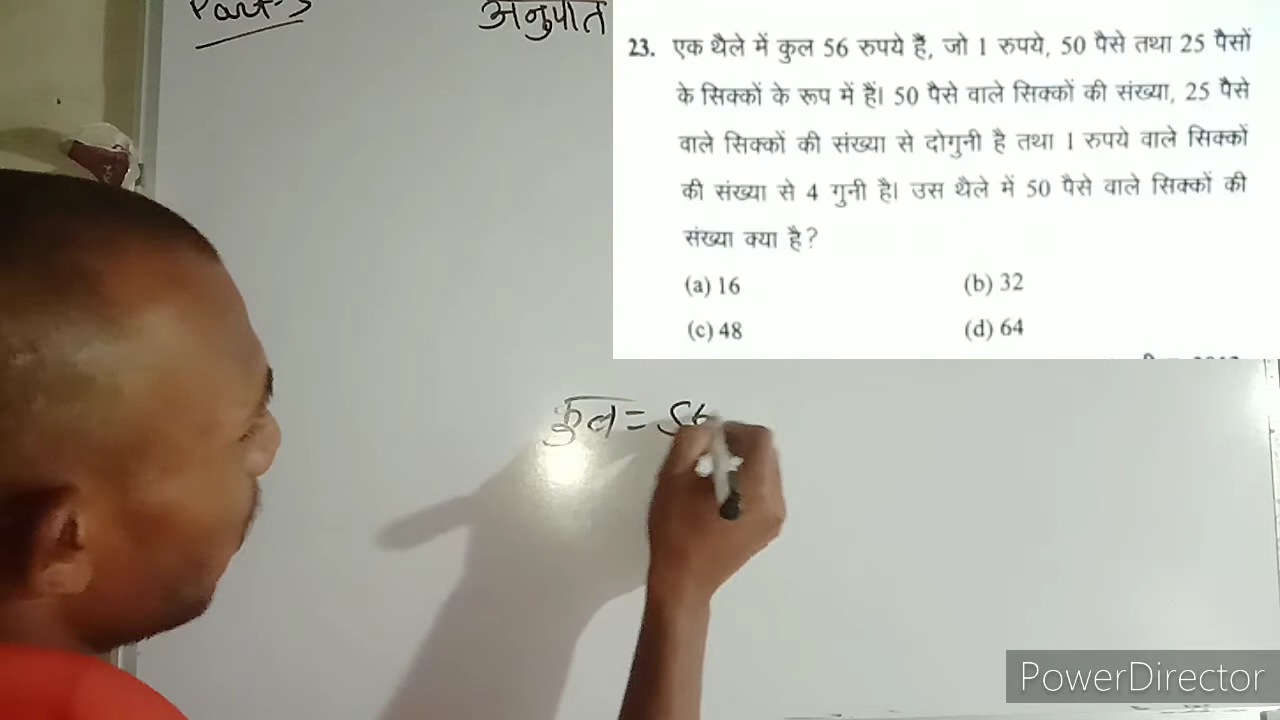 Part-3
अनुपात
23. एक थैले में कुल 56 रुपये हैं, जो 1 रुपये, 50 पैसे तथा 25 पैसों
के सिक्कों के रूप में हैं। 50 पैसे वाले सिक्कों की संख्या, 25 पैसे
वाले सिक्कों की संख्या से दोगुनी है तथा 1 रुपये वाले सिक्कों
की संख्या से 4 गुनी है। उस थैले में 50 पैसे वाले सिक्कों की
संख्या क्या है?
(a) 16 (b) 32
(c) 48 (d) 64
कुल = 56
PowerDirector